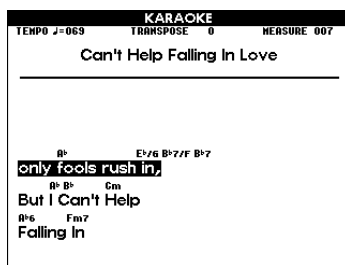 KARAOKE
TEMPO ♩=069 TRANSPOSE 0 MEASURE 007
Can't Help Falling In Love
A♭ E♭/G B♭7/F B♭7
only fools rush in,
A♭ B♭ Cm
But I Can't Help
A♭6 Fm7
Falling In